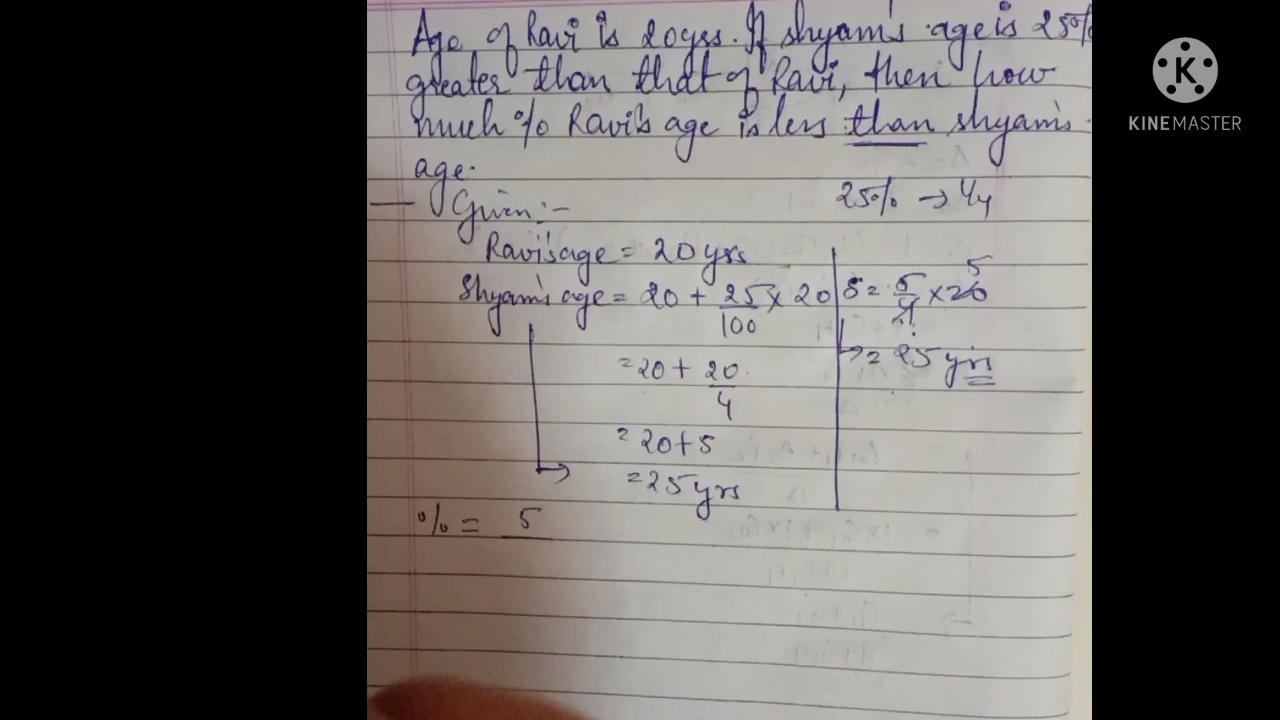 Age of Ravi is 20yrs. If shyam's age is 25%
greater than that of Ravi, then how
much % Ravi's age is less than shyam's
age.
Given:-
25% → 1/4
Ravi's age = 20 yrs
Shyam's age = 20 + 25/100 × 20
= 20 + 20/4
= 20+5
= 25 yrs
S = 5/4 × 20
5
1
= 25 yrs
% = 5
K
KINEMASTER